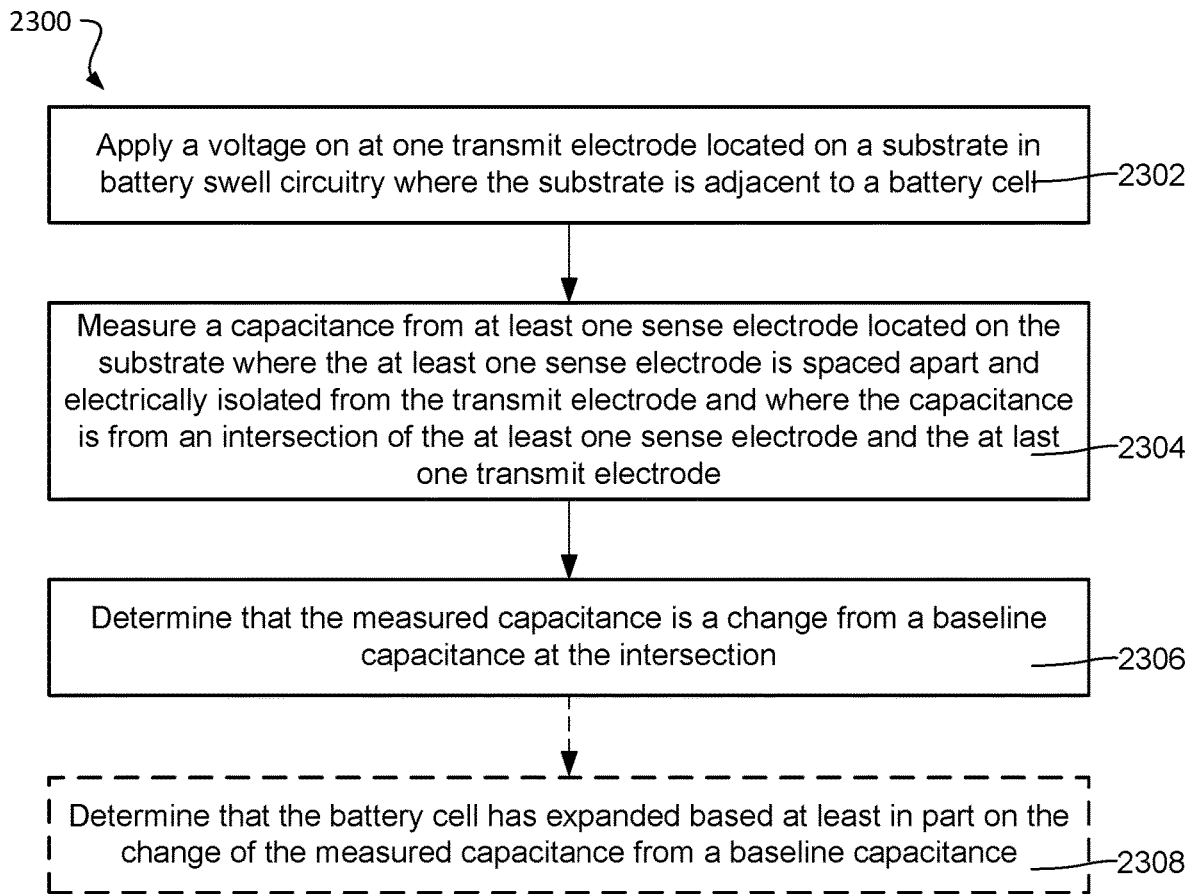 2300
Apply a voltage on at one transmit electrode located on a substrate in
battery swell circuitry where the substrate is adjacent to a battery cell
2302
Measure a capacitance from at least one sense electrode located on the
substrate where the at least one sense electrode is spaced apart and
electrically isolated from the transmit electrode and where the capacitance
is from an intersection of the at least one sense electrode and the at last
one transmit electrode
2304
Determine that the measured capacitance is a change from a baseline
capacitance at the intersection
2306
Determine that the battery cell has expanded based at least in part on the
change of the measured capacitance from a baseline capacitance
2308